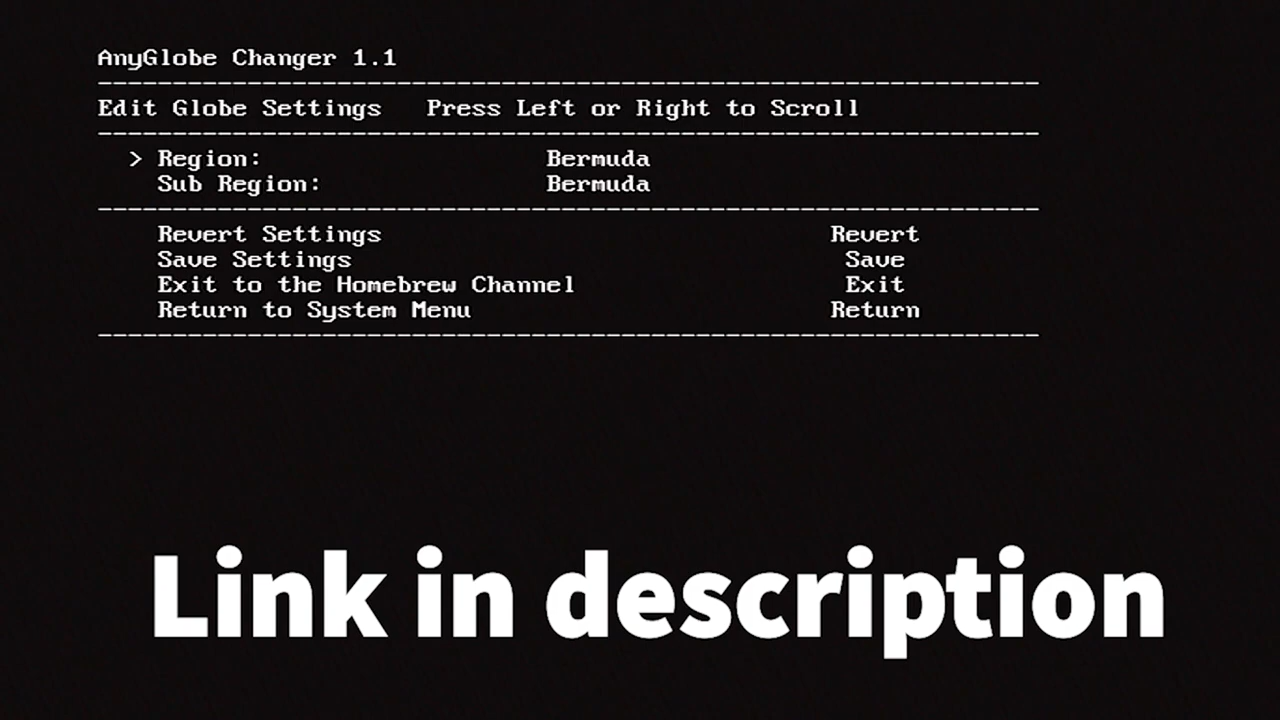 AnyGlobe Changer 1.1
---------------------------------------------------------------
Edit Globe Settings   Press Left or Right to Scroll
---------------------------------------------------------------
> Region: Bermuda
Sub Region: Bermuda
---------------------------------------------------------------
Revert Settings Revert
Save Settings Save
Exit to the Homebrew Channel Exit
Return to System Menu Return
---------------------------------------------------------------
Link in description